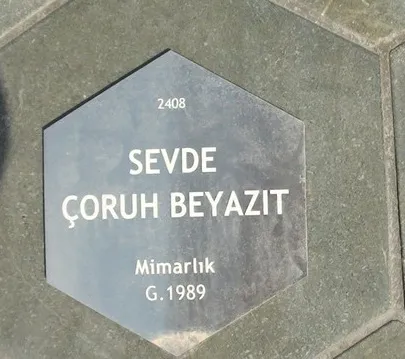 2408
SEVDE
ÇORUH BEYAZIT
Mimarlık
G.1989